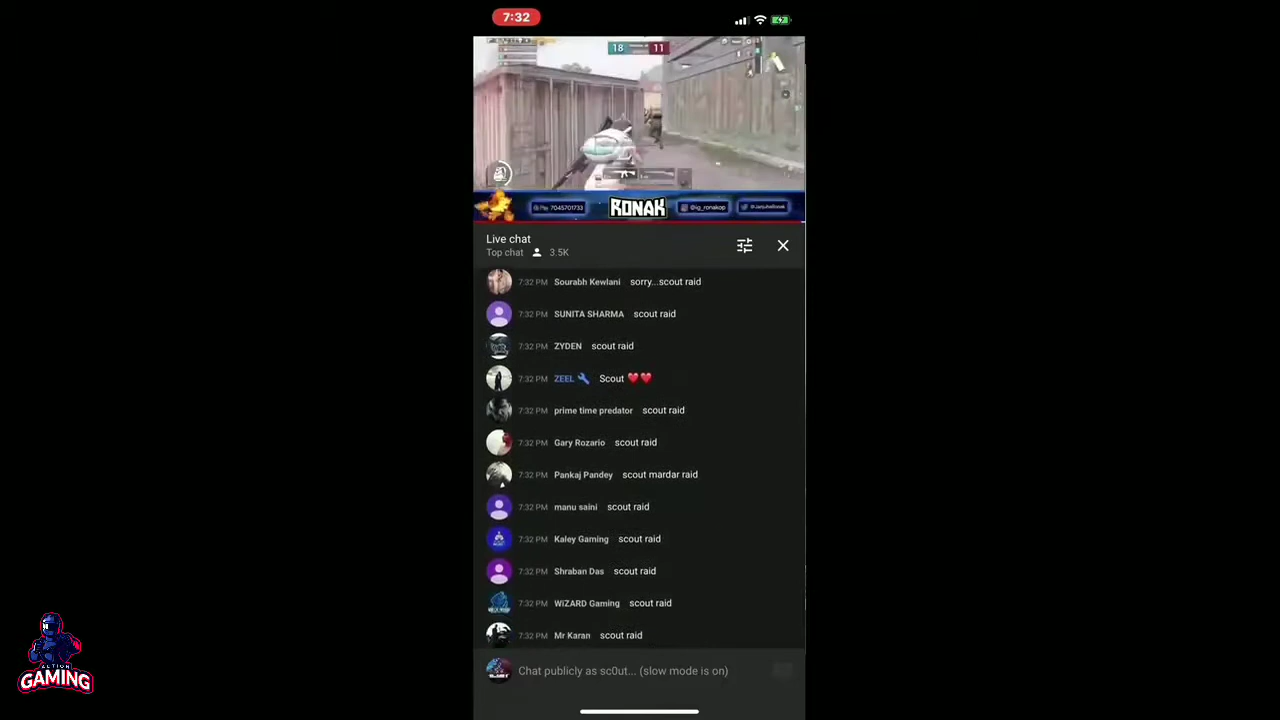 7:32
18 11
Pay 7045701733 RONAK @ig_ronakop
Live chat
Top chat 3.5K
7:32 PM Sourabh Kewlani sorry...scout raid
7:32 PM SUNITA SHARMA scout raid
7:32 PM ZYDEN scout raid
7:32 PM ZEEL Scout
7:32 PM prime time predator scout raid
7:32 PM Gary Rozario scout raid
7:32 PM Pankaj Pandey scout mardar raid
7:32 PM manu saini scout raid
7:32 PM Kaley Gaming scout raid
7:32 PM Shraban Das scout raid
7:32 PM WiZARD Gaming scout raid
7:32 PM Mr Karan scout raid
Chat publicly as sc0ut... (slow mode is on)
ACTION
GAMING